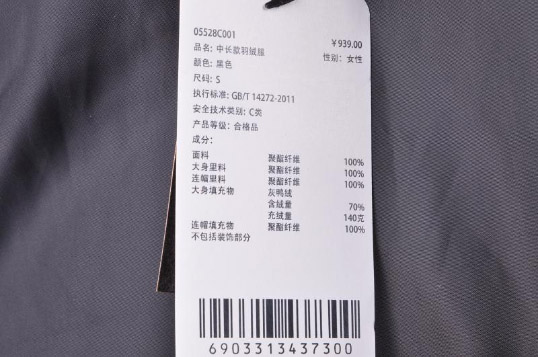 05528C001
￥939.00
品名: 中长款羽绒服
性别: 女性
颜色: 黑色
尺码: S
执行标准: GB/T 14272-2011
安全技术类别: C类
产品等级: 合格品
成分:
面料 聚酯纤维 100%
大身里料 聚酯纤维 100%
连帽里料 聚酯纤维 100%
大身填充物 灰鸭绒
含绒量 70%
充绒量 140克
连帽填充物 聚酯纤维 100%
不包括装饰部分
6903313437300